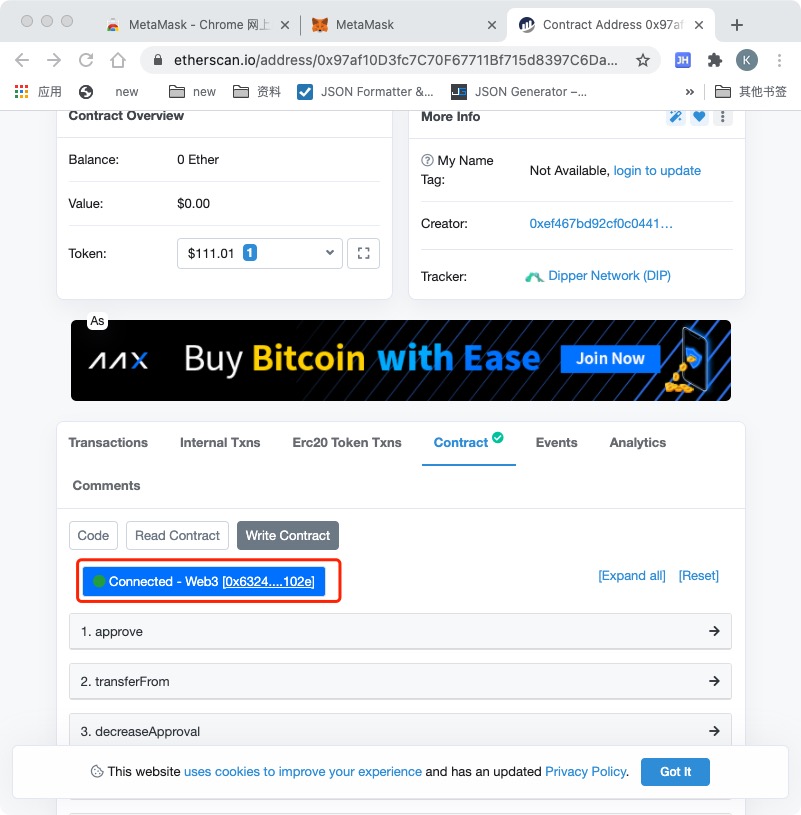 MetaMask - Chrome 网上
MetaMask
Contract Address 0x97af
etherscan.io/address/0x97af10D3fc7C70F67711Bf715d8397C6Da...
JH
K
应用
new
new
资料
JSON Formatter &...
JSON Generator –...
»
其他书签
Contract Overview
Balance:
0 Ether
Value:
$0.00
Token:
$111.01 1
More Info
My Name Tag:
Not Available, login to update
Creator:
0xef467bd92cf0c0441...
Tracker:
Dipper Network (DIP)
As
AAX
Buy Bitcoin with Ease
Join Now
Transactions
Internal Txns
Erc20 Token Txns
Contract
Events
Analytics
Comments
Code
Read Contract
Write Contract
Connected - Web3 [0x6324....102e]
[Expand all]
[Reset]
1. approve
2. transferFrom
3. decreaseApproval
This website uses cookies to improve your experience and has an updated Privacy Policy.
Got It